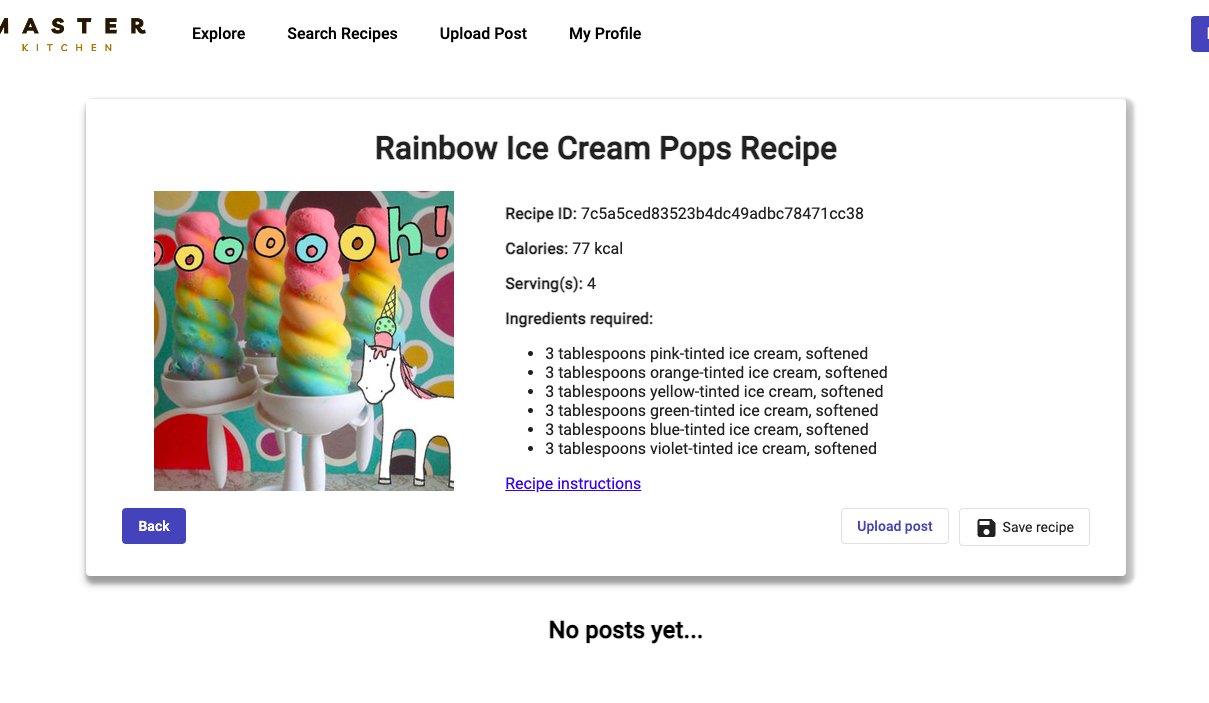 MASTER
KITCHEN
Explore
Search Recipes
Upload Post
My Profile
Rainbow Ice Cream Pops Recipe
ooooooh!
Recipe ID: 7c5a5ced83523b4dc49adbc78471cc38
Calories: 77 kcal
Serving(s): 4
Ingredients required:
3 tablespoons pink-tinted ice cream, softened
3 tablespoons orange-tinted ice cream, softened
3 tablespoons yellow-tinted ice cream, softened
3 tablespoons green-tinted ice cream, softened
3 tablespoons blue-tinted ice cream, softened
3 tablespoons violet-tinted ice cream, softened
Recipe instructions
Back
Upload post
Save recipe
No posts yet...